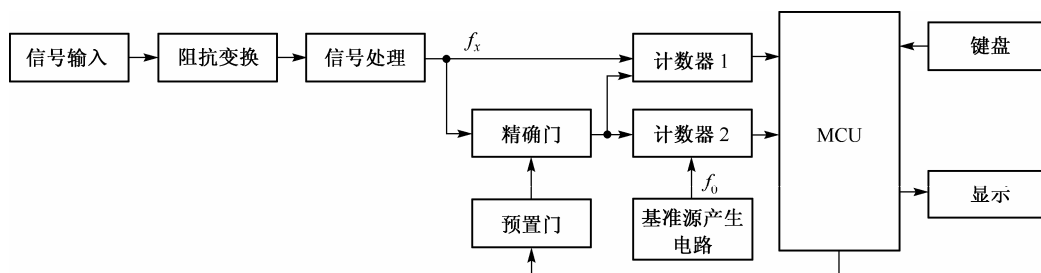 信号输入
阻抗变换
信号处理
fx
计数器 1
键盘
精确门
计数器 2
MCU
f0
显示
预置门
基准源产生
电路